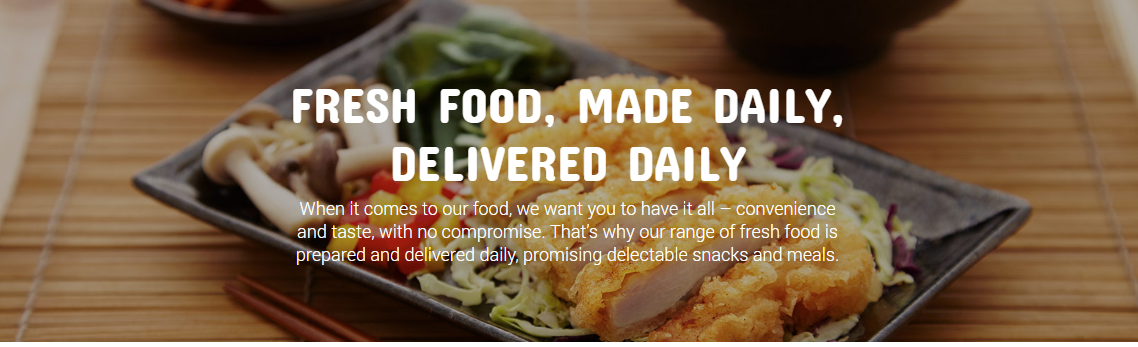 FRESH FOOD, MADE DAILY,
DELIVERED DAILY
When it comes to our food, we want you to have it all – convenience
and taste, with no compromise. That's why our range of fresh food is
prepared and delivered daily, promising delectable snacks and meals.